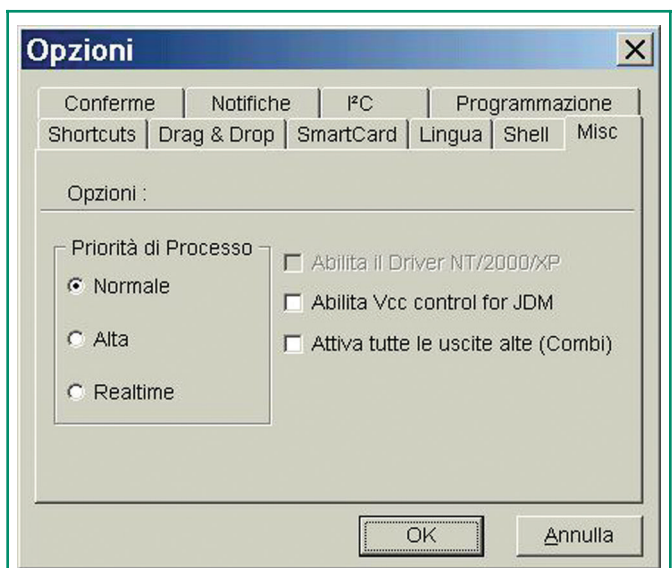 Opzioni
Conferme Notifiche I²C Programmazione
Shortcuts Drag & Drop SmartCard Lingua Shell Misc
Opzioni :
Priorità di Processo
Normale
Alta
Realtime
Abilita il Driver NT/2000/XP
Abilita Vcc control for JDM
Attiva tutte le uscite alte (Combi)
OK Annulla